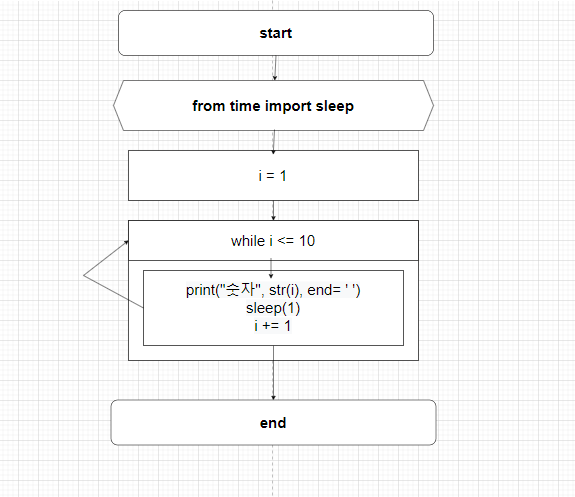 start
from time import sleep
i = 1
while i <= 10
print("숫자", str(i), end= ' ')
sleep(1)
i += 1
end